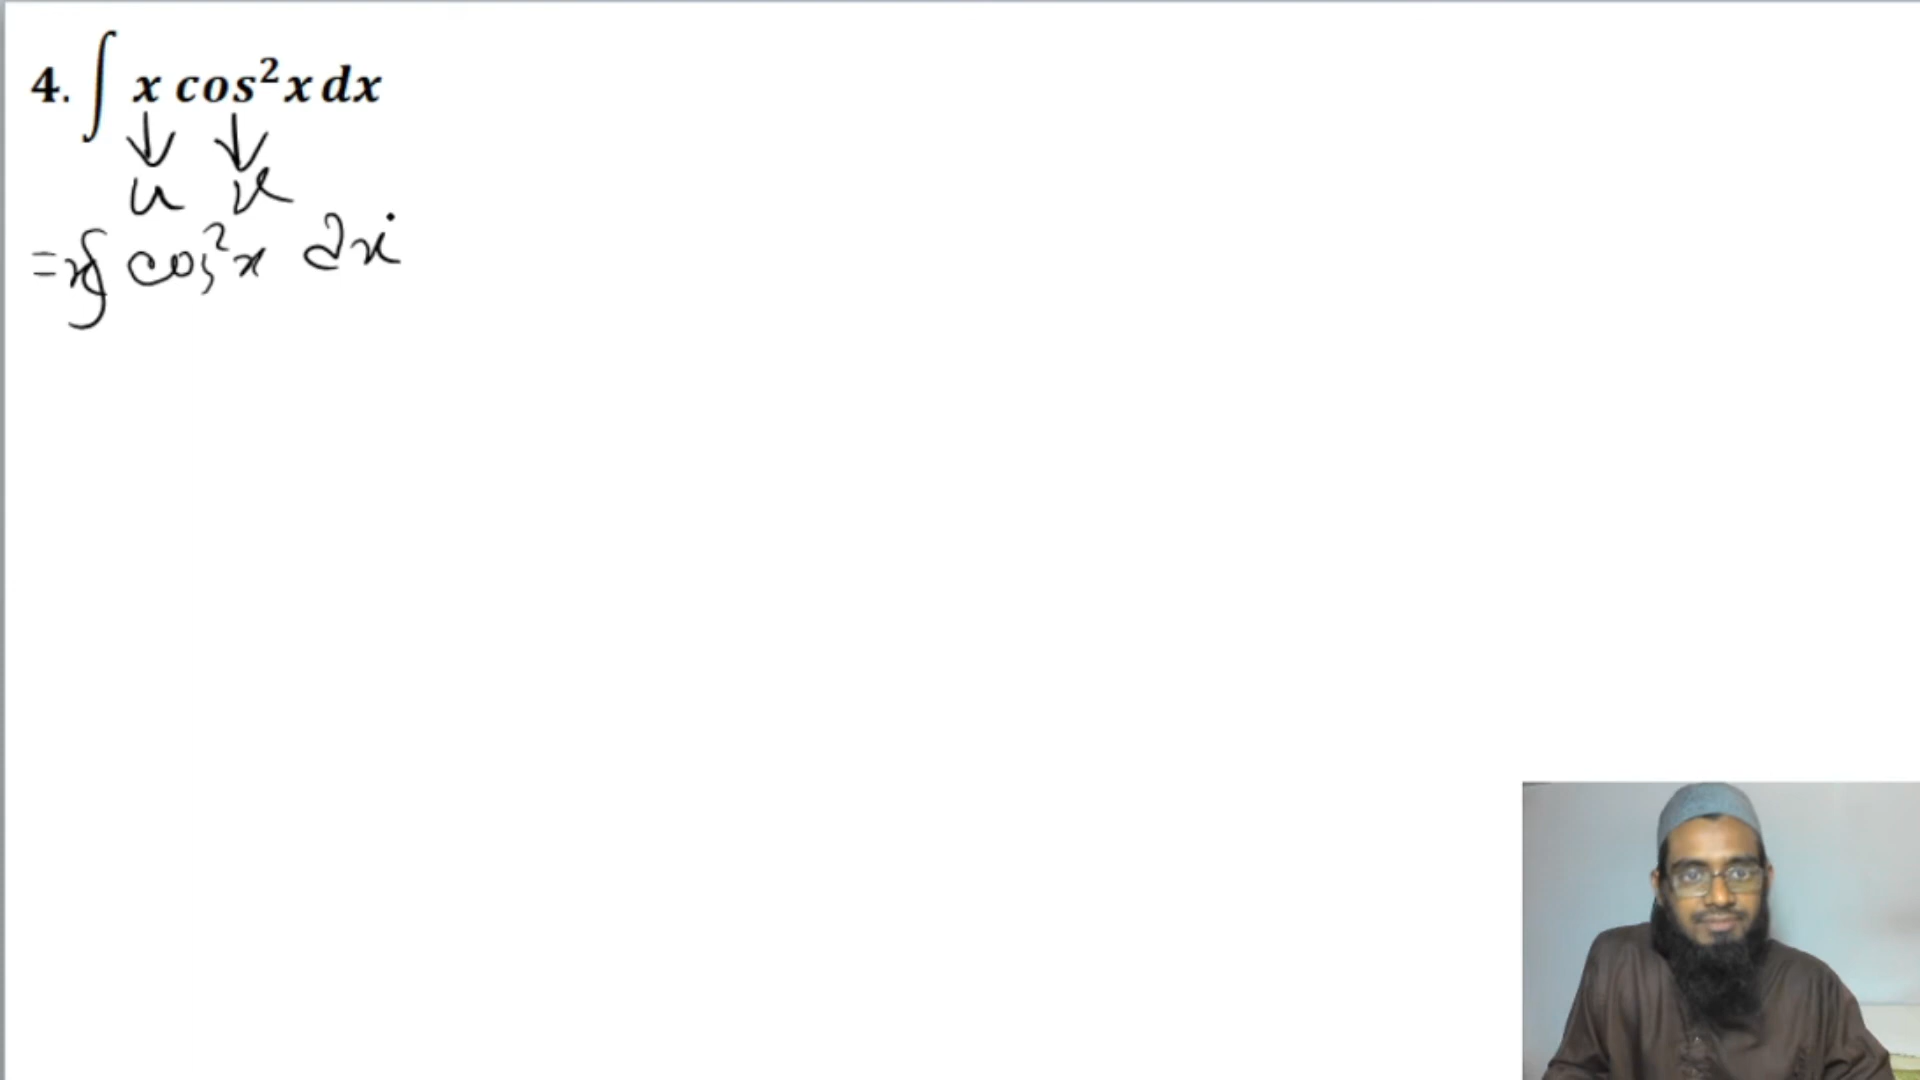 4. ∫ x cos²x dx
u v
= x∫ cos²x dx